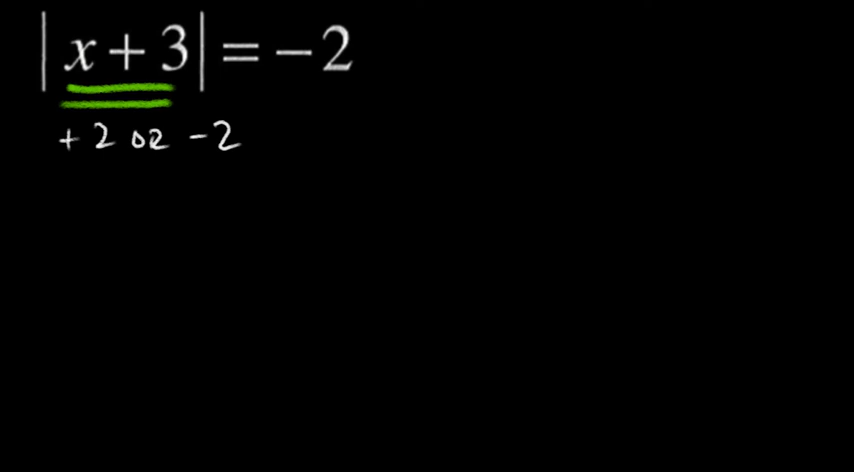 |x + 3| = −2
+ 2 or - 2